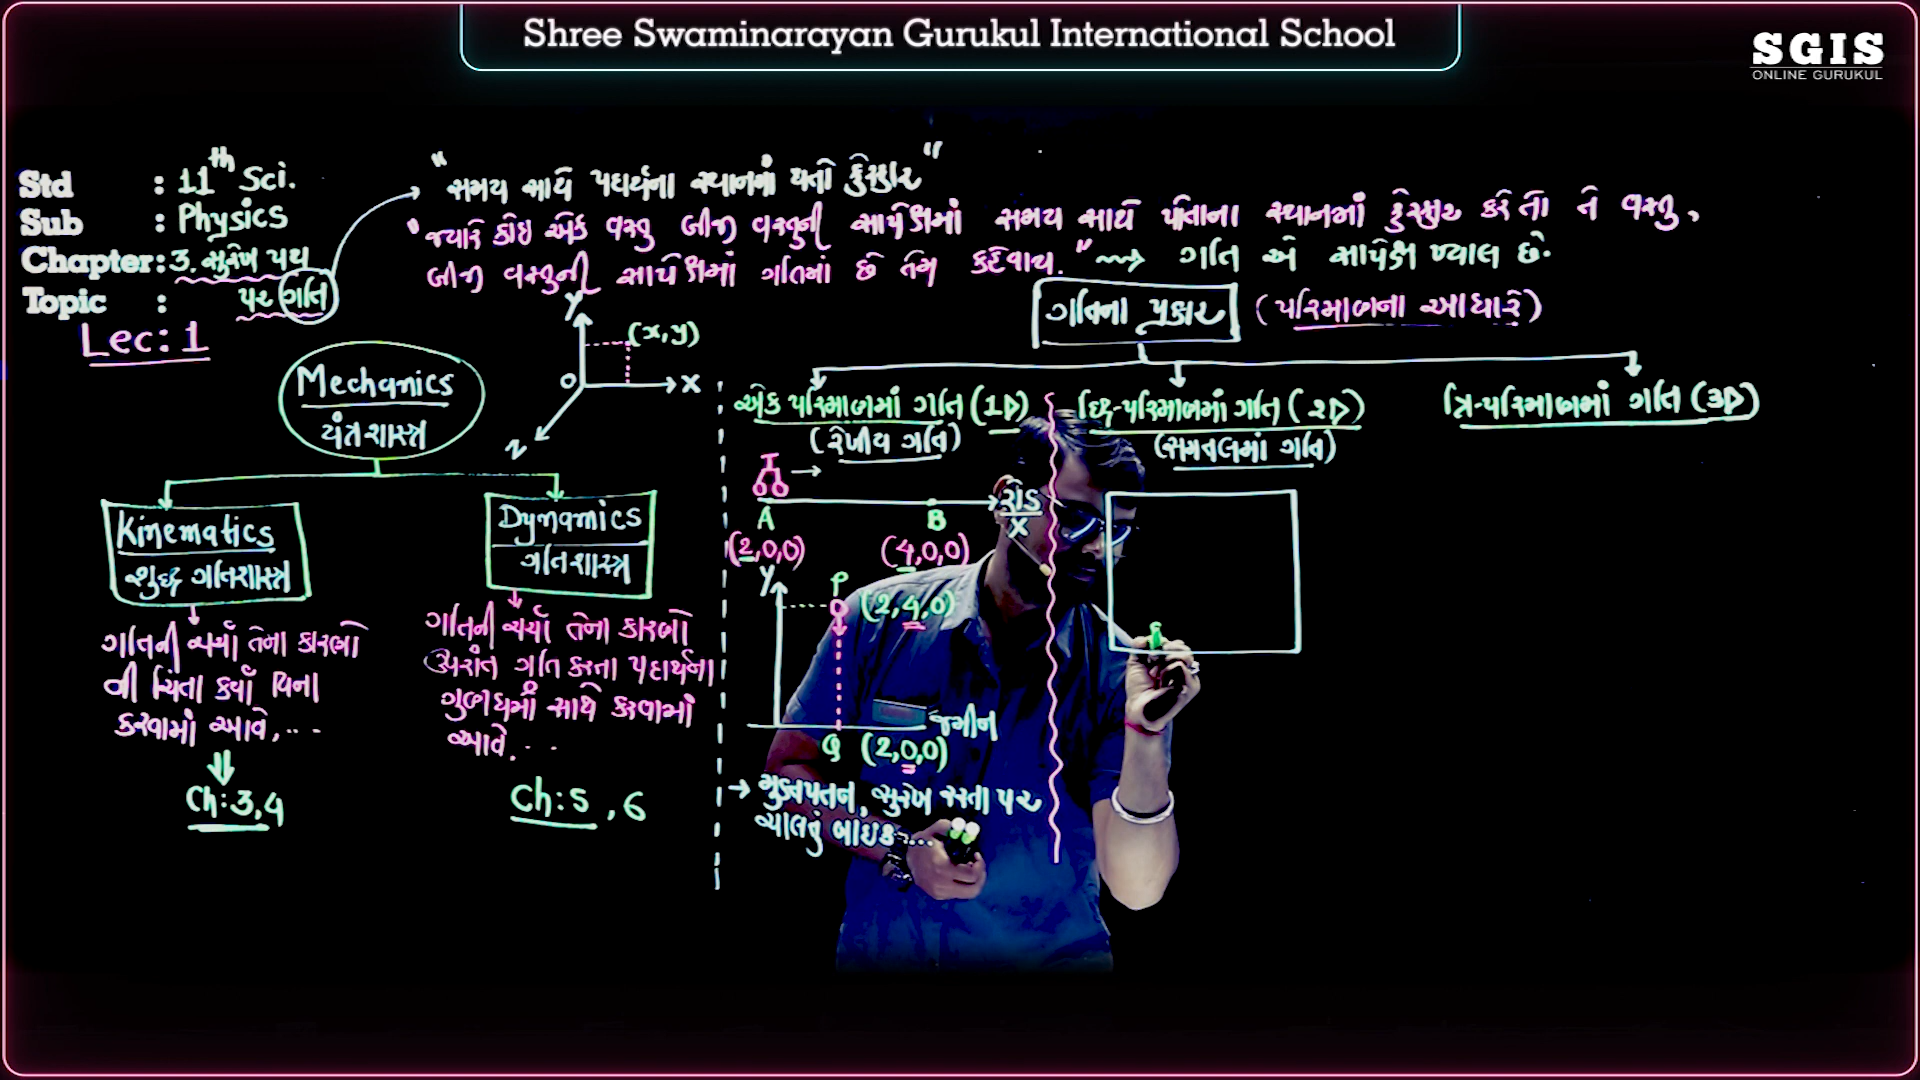 Shree Swaminarayan Gurukul International School
SGIS
ONLINE GURUKUL
Std : 11th Sci.
Sub : Physics
Chapter: 3. સુરેખ પથ
Topic : પર ગતિ
Lec: 1
"સમય સાથે પદાર્થના સ્થાનમાં થતો ફેરફાર"
"જ્યારે કોઇ એક વસ્તુ બીજી વસ્તુની સાપેક્ષમાં સમય સાથે પોતાના સ્થાનમાં ફેરફાર કરે તો તે વસ્તુ,
બીજી વસ્તુની સાપેક્ષમાં ગતિમાં છે તેમ કહેવાય." ગતિ એ સાપેક્ષ ખ્યાલ છે.
Mechanics
યંત્રશાસ્ત્ર
Kinematics
શુદ્ધ ગતિશાસ્ત્ર
ગતિની ચર્ચા તેના કારણો
ની ચિંતા કર્યા વિના
કરવામાં આવે,...
Ch: 3,4
Dynamics
ગતિશાસ્ત્ર
ગતિની ચર્ચા તેના કારણો
ઉપરાંત ગતિ કરતા પદાર્થના
ગુણધર્મો સાથે કરવામાં
આવે...
Ch: 5, 6
Y
(x,y)
O
X
Z
ગતિના પ્રકાર (પરિમાણના આધારે)
એક પરિમાણમાં ગતિ (1D)
(રેખીય ગતિ)
રોડ
X
A
B
(2,0,0)
(4,0,0)
Y
P
(2,4,0)
જમીન
Q (2,0,0)
→ મુક્તપતન, સુરેખ રસ્તા પર
ચાલતું બાઇક....
દ્વિ-પરિમાણમાં ગતિ (2D)
(સમતલમાં ગતિ)
ત્રિ-પરિમાણમાં ગતિ (3D)